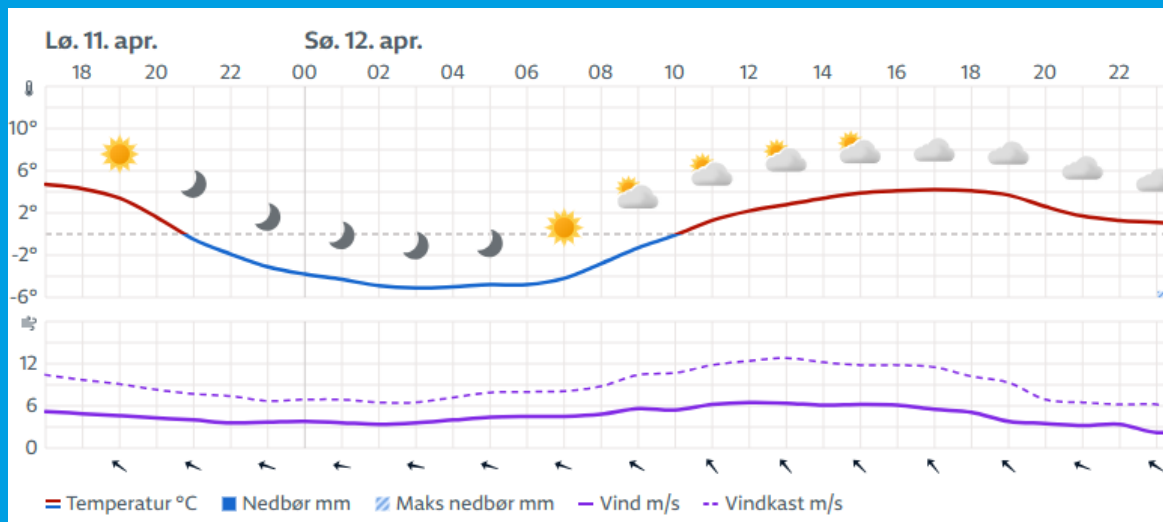 Lø. 11. apr. Sø. 12. apr.
18 20 22 00 02 04 06 08 10 12 14 16 18 20 22
10°
6°
2°
-2°
-6°
12
6
0
Temperatur °C Nedbør mm Maks nedbør mm Vind m/s Vindkast m/s